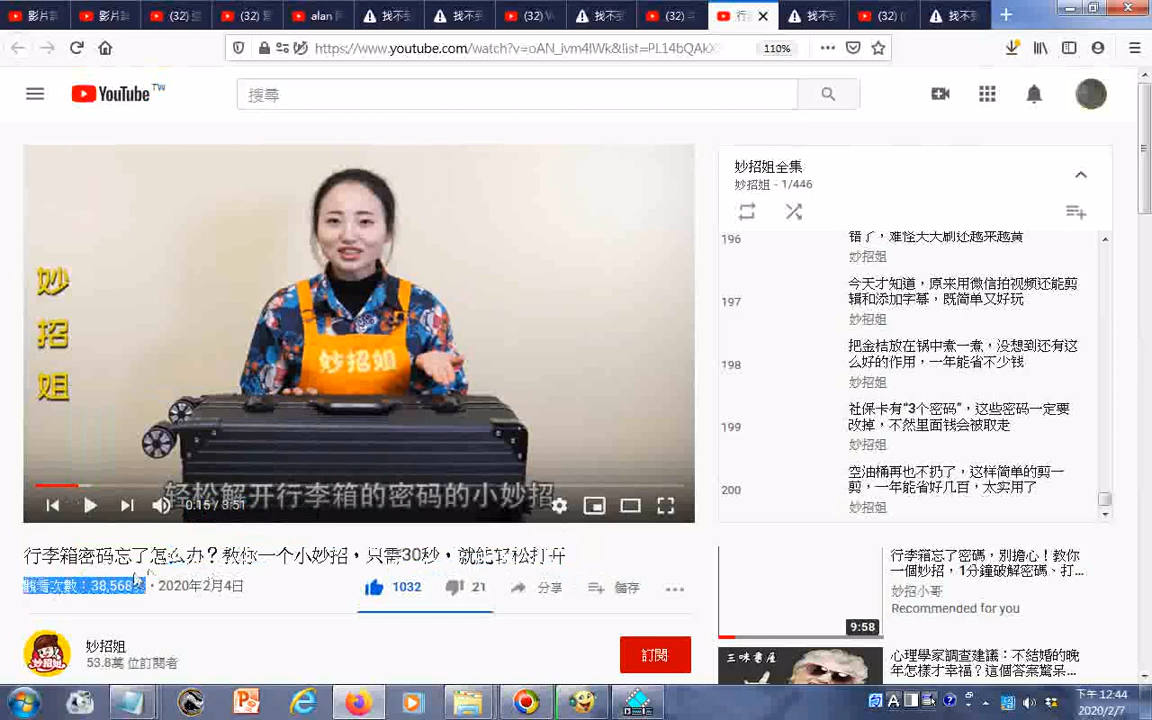 影片
影片
(32)
(32)
alan
找不
找不
(32) V
找不
(32)
行
找不
(32) (
找不
https://www.youtube.com/watch?v=oAN_ivm4IWk&list=PL14bQAkX
110%
YouTube TW
搜尋
妙招姐
妙招姐
轻松解开行李箱的密码的小妙招
0:15 / 3:51
妙招姐全集
妙招姐 - 1/446
196
错了，难怪天天刷还越来越黄
妙招姐
197
今天才知道，原来用微信拍视频还能剪
辑和添加字幕，既简单又好玩
妙招姐
198
把金桔放在锅中煮一煮，没想到还有这
么好的作用，一年能省不少钱
妙招姐
199
社保卡有“3个密码”，这些密码一定要
改掉，不然里面钱会被取走
妙招姐
200
空油桶再也不扔了，这样简单的剪一
剪，一年能省好几百，太实用了
妙招姐
行李箱密码忘了怎么办？教你一个小妙招，只需30秒，就能轻松打开
觀看次數：38,568次 · 2020年2月4日
1032
21
分享
儲存
妙招姐
53.8萬 位訂閱者
訂閱
行李箱忘了密碼，別擔心！教你
一個妙招，1分鐘破解密碼、打...
妙招小哥
Recommended for you
9:58
三味書屋
心理學家調查建議：不結婚的晚
年怎樣才幸福？這個答案驚呆...
下午 12:44
2020/2/7